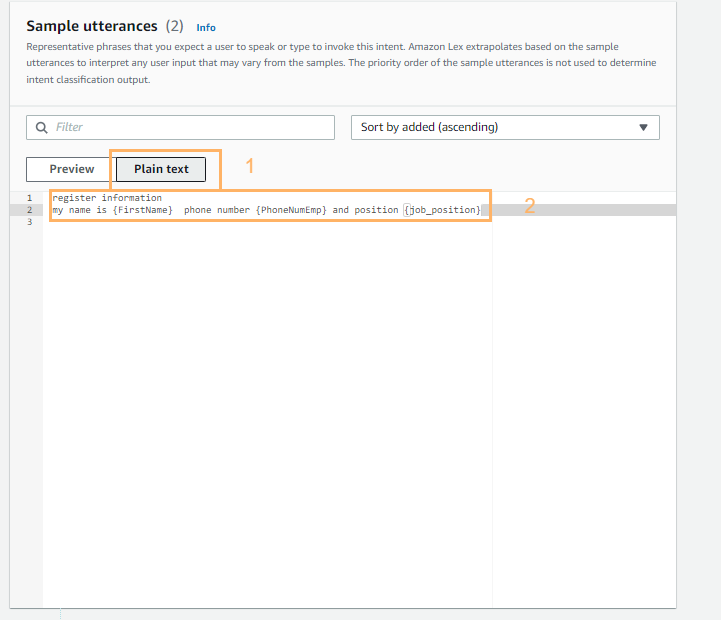 Sample utterances (2) Info
Representative phrases that you expect a user to speak or type to invoke this intent. Amazon Lex extrapolates based on the sample
utterances to interpret any user input that may vary from the samples. The priority order of the sample utterances is not used to determine
intent classification output.
Filter Sort by added (ascending)
Preview Plain text 1
1 register information
2 my name is {FirstName}  phone number {PhoneNumEmp} and position {job_position} 2
3